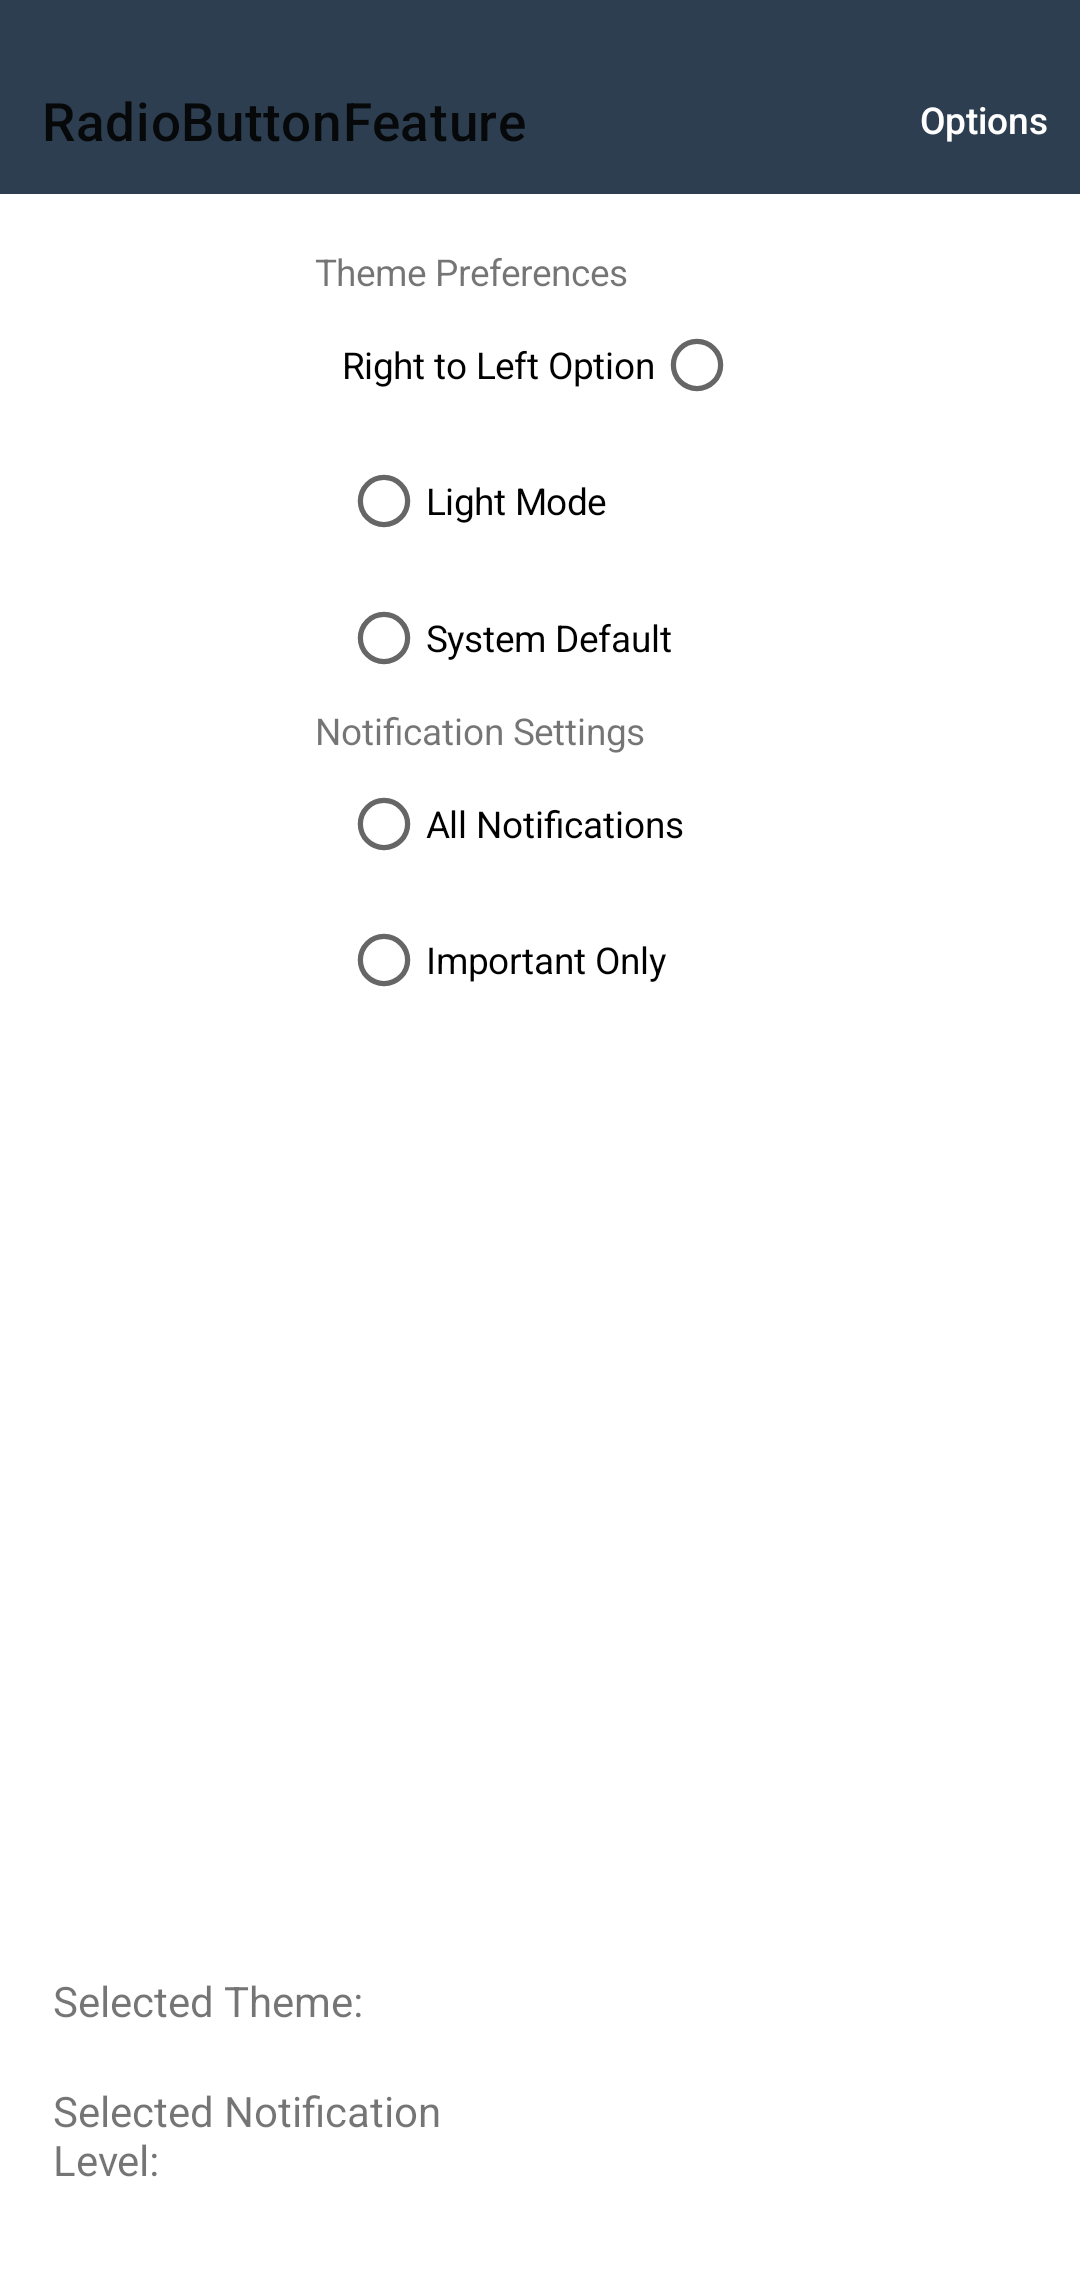 RadioButtonFeature
Options
Theme Preferences
Right to Left Option
Light Mode
System Default
Notification Settings
All Notifications
Important Only
Selected Theme:
Selected Notification
Level: